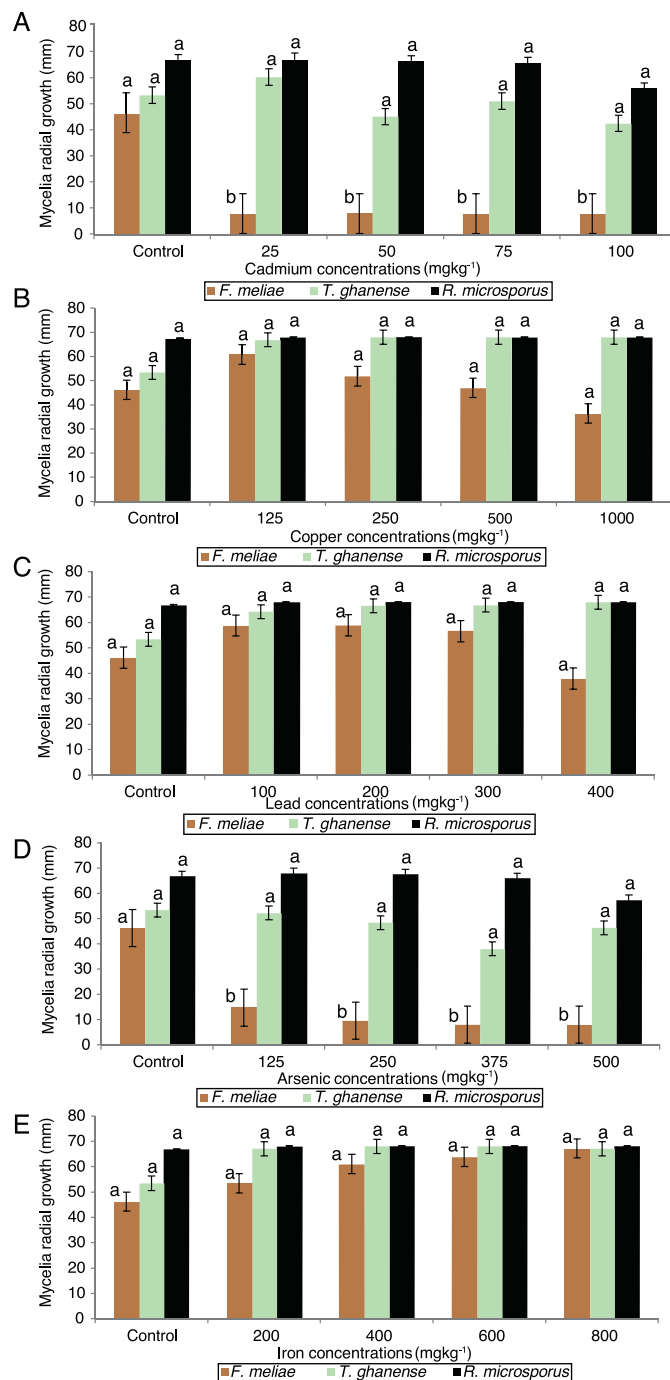 A
Mycelia radial growth (mm)
80
70
60
50
40
30
20
10
0
a a a
b a a
b a a
b a a
b a a
Control 25 50 75 100
Cadmium concentrations (mgkg-1)
F. meliae T. ghanense R. microsporus
B
Mycelia radial growth (mm)
80
70
60
50
40
30
20
10
0
a a a
a a a
a a a
a a a
a a a
Control 125 250 500 1000
Copper concentrations (mgkg-1)
F. meliae T. ghanense R. microsporus
C
Mycelia radial growth (mm)
80
70
60
50
40
30
20
10
0
a a a
a a a
a a a
a a a
a a a
Control 100 200 300 400
Lead concentrations (mgkg-1)
F. meliae T. ghanense R. microsporus
D
Mycelia radial growth (mm)
80
70
60
50
40
30
20
10
0
a a a
b a a
b a a
b a a
b a a
Control 125 250 375 500
Arsenic concentrations (mgkg-1)
F. meliae T. ghanense R. microsporus
E
Mycelia radial growth (mm)
80
70
60
50
40
30
20
10
0
a a a
a a a
a a a
a a a
a a a
Control 200 400 600 800
Iron concentrations (mgkg-1)
F. meliae T. ghanense R. microsporus